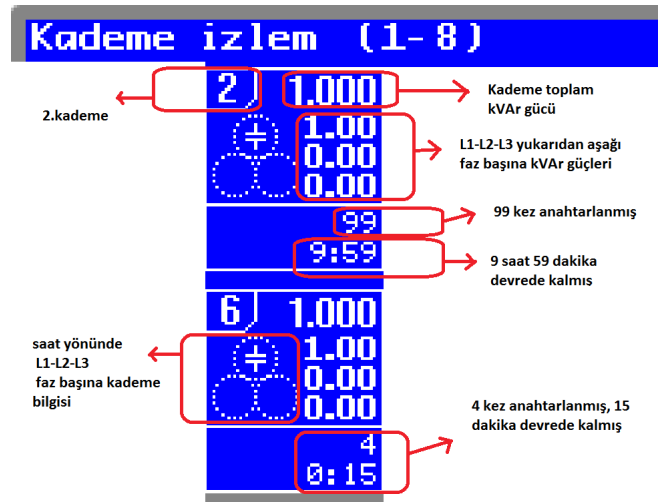 Kademe izlem (1-8)
2 1.000
1.00
0.00
0.00
99
9:59
6 1.000
1.00
0.00
0.00
4
0:15
2.kademe
Kademe toplam
kVAr gücü
L1-L2-L3 yukarıdan aşağı
faz başına kVAr güçleri
99 kez anahtarlanmış
9 saat 59 dakika
devrede kalmış
saat yönünde
L1-L2-L3
faz başına kademe
bilgisi
4 kez anahtarlanmış, 15
dakika devrede kalmış